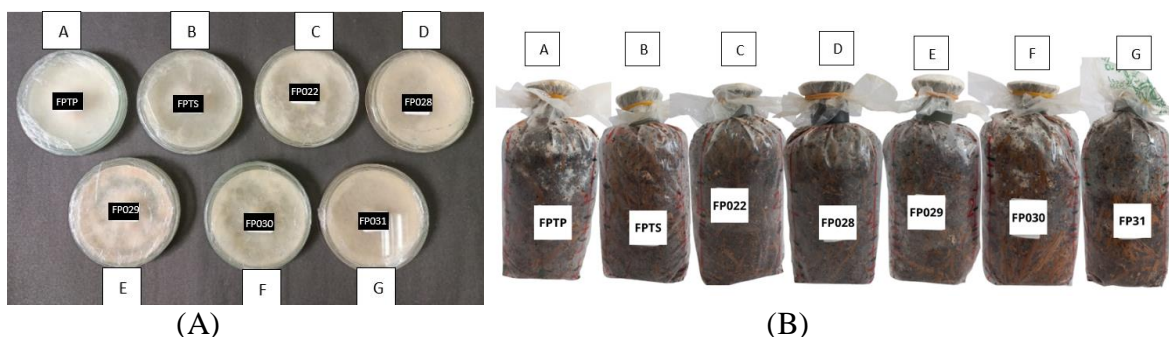 A B C D
FPTP FPTS FP022 FP028
FP029 FP030 FP031
E F G
(A)
A B C D E F G
FPTP FPTS FP022 FP028 FP029 FP030 FP31
(B)